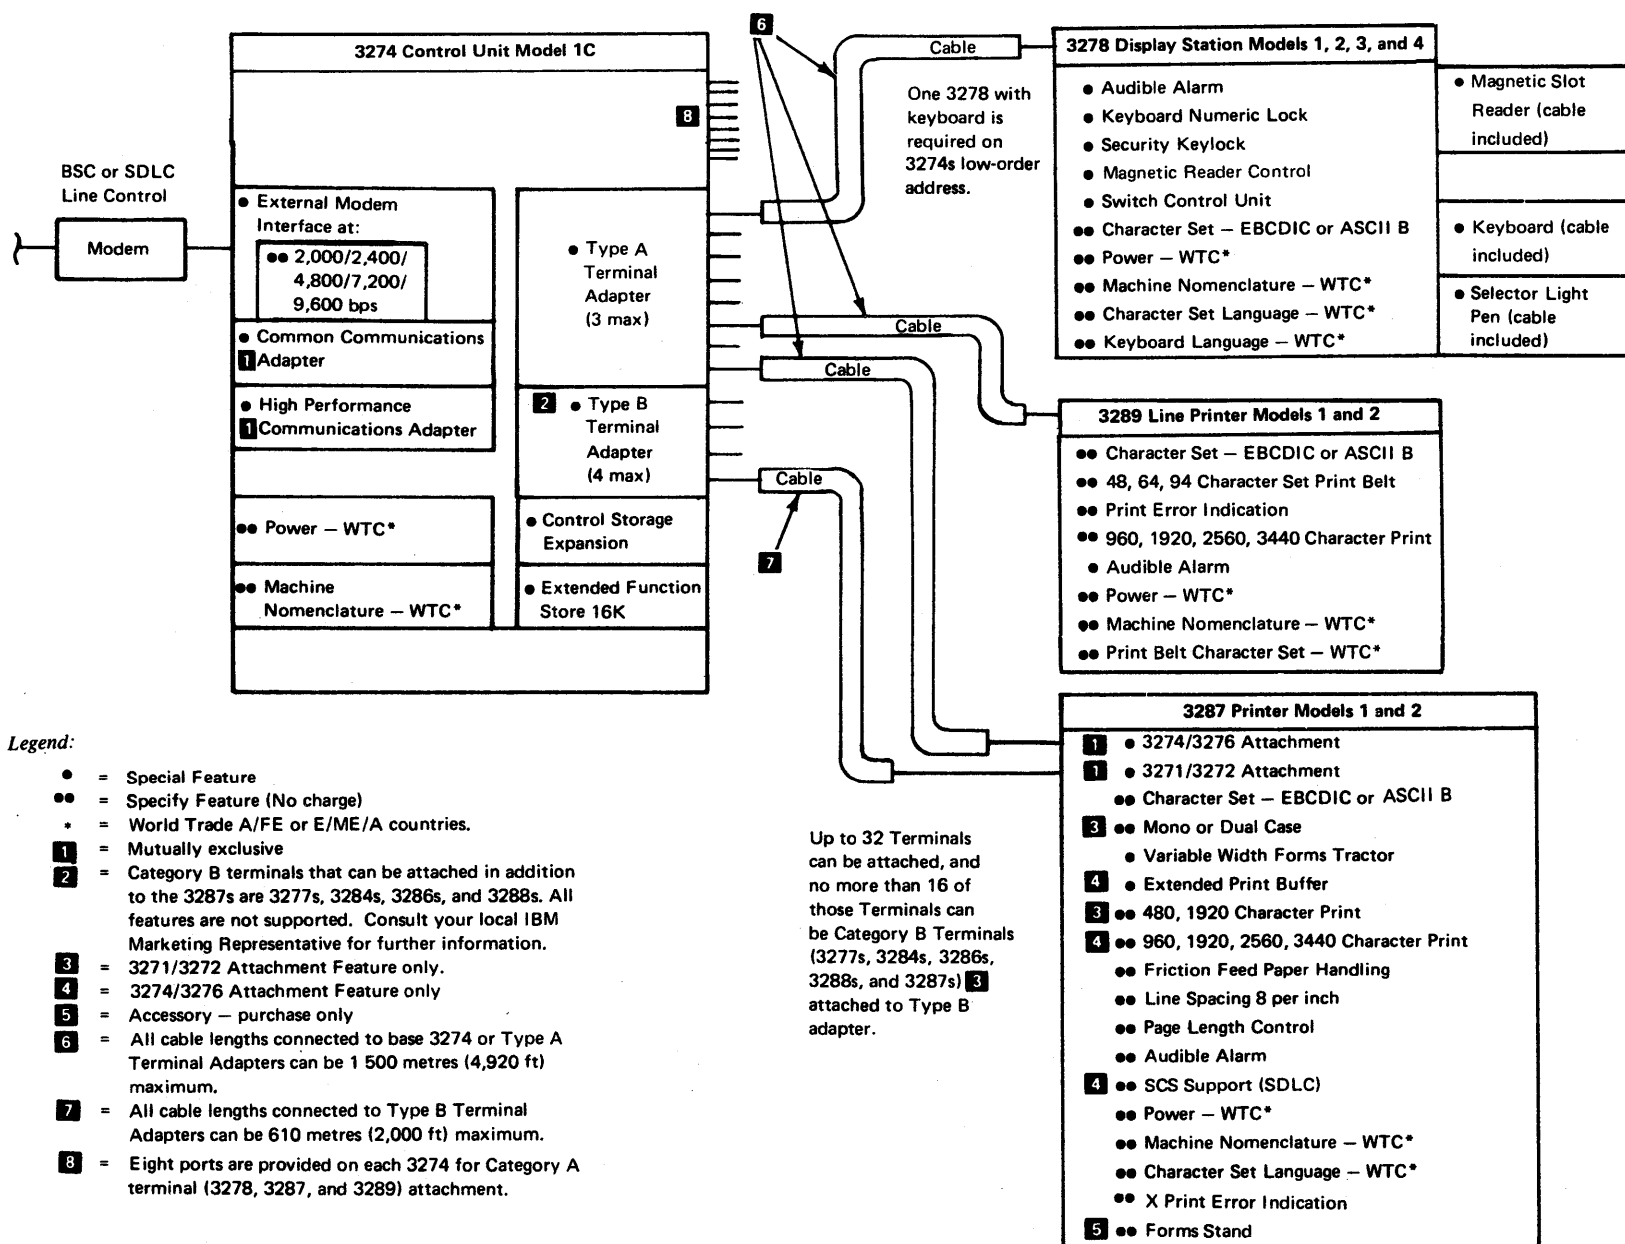 3274 Control Unit Model 1C
8
BSC or SDLC
Line Control
Modem
● External Modem
Interface at:
●● 2,000/2,400/
4,800/7,200/
9,600 bps
● Common Communications
1 Adapter
● High Performance
1 Communications Adapter
●● Power — WTC*
●● Machine
Nomenclature — WTC*
● Type A
Terminal
Adapter
(3 max)
2 ● Type B
Terminal
Adapter
(4 max)
● Control Storage
Expansion
● Extended Function
Store 16K
6
Cable
One 3278 with
keyboard is
required on
3274s low-order
address.
Cable
Cable
Cable
7
3278 Display Station Models 1, 2, 3, and 4
● Audible Alarm
● Keyboard Numeric Lock
● Security Keylock
● Magnetic Reader Control
● Switch Control Unit
●● Character Set — EBCDIC or ASCII B
●● Power — WTC*
●● Machine Nomenclature — WTC*
●● Character Set Language — WTC*
●● Keyboard Language — WTC*
● Magnetic Slot
Reader (cable
included)
● Keyboard (cable
included)
● Selector Light
Pen (cable
included)
3289 Line Printer Models 1 and 2
●● Character Set — EBCDIC or ASCII B
●● 48, 64, 94 Character Set Print Belt
●● Print Error Indication
●● 960, 1920, 2560, 3440 Character Print
● Audible Alarm
●● Power — WTC*
●● Machine Nomenclature — WTC*
●● Print Belt Character Set — WTC*
3287 Printer Models 1 and 2
1 ● 3274/3276 Attachment
1 ● 3271/3272 Attachment
●● Character Set — EBCDIC or ASCII B
3 ●● Mono or Dual Case
● Variable Width Forms Tractor
4 ● Extended Print Buffer
3 ●● 480, 1920 Character Print
4 ●● 960, 1920, 2560, 3440 Character Print
●● Friction Feed Paper Handling
●● Line Spacing 8 per inch
●● Page Length Control
●● Audible Alarm
4 ●● SCS Support (SDLC)
●● Power — WTC*
●● Machine Nomenclature — WTC*
●● Character Set Language — WTC*
●● X Print Error Indication
5 ●● Forms Stand
Up to 32 Terminals
can be attached, and
no more than 16 of
those Terminals can
be Category B Terminals
(3277s, 3284s, 3286s,
3288s, and 3287s) 3
attached to Type B
adapter.
Legend:
● = Special Feature
●● = Specify Feature (No charge)
* = World Trade A/FE or E/ME/A countries.
1 = Mutually exclusive
2 = Category B terminals that can be attached in addition
to the 3287s are 3277s, 3284s, 3286s, and 3288s. All
features are not supported. Consult your local IBM
Marketing Representative for further information.
3 = 3271/3272 Attachment Feature only.
4 = 3274/3276 Attachment Feature only
5 = Accessory — purchase only
6 = All cable lengths connected to base 3274 or Type A
Terminal Adapters can be 1 500 metres (4,920 ft)
maximum.
7 = All cable lengths connected to Type B Terminal
Adapters can be 610 metres (2,000 ft) maximum.
8 = Eight ports are provided on each 3274 for Category A
terminal (3278, 3287, and 3289) attachment.